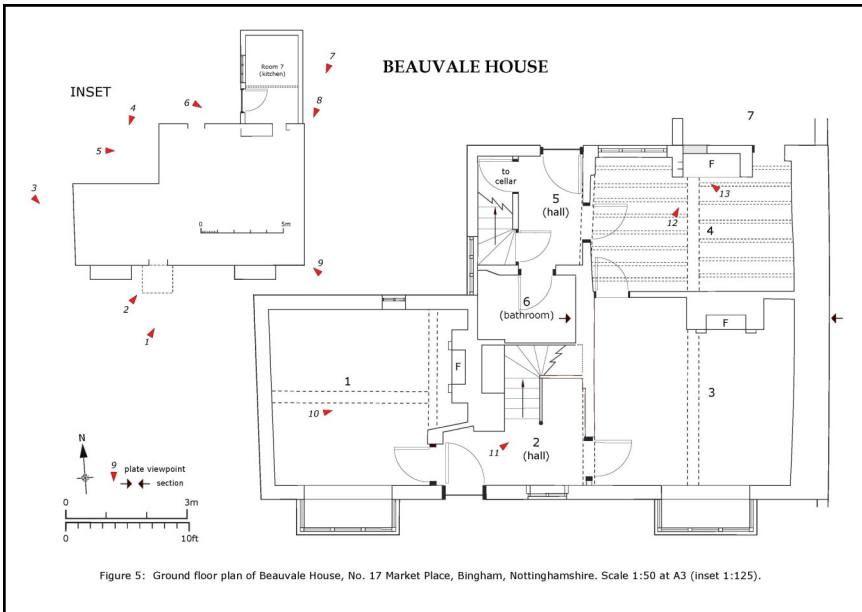 BEAUVALE HOUSE
INSET
Room 7
(kitchen)
7
8
6
4
5
3
0
5m
9
2
1
7
to
cellar
5
(hall)
F
13
12
4
6
(bathroom)
F
F
1
3
10
11
2
(hall)
N
9
plate viewpoint
section
0
3m
0
10ft
Figure 5: Ground floor plan of Beauvale House, No. 17 Market Place, Bingham, Nottinghamshire. Scale 1:50 at A3 (inset 1:125).